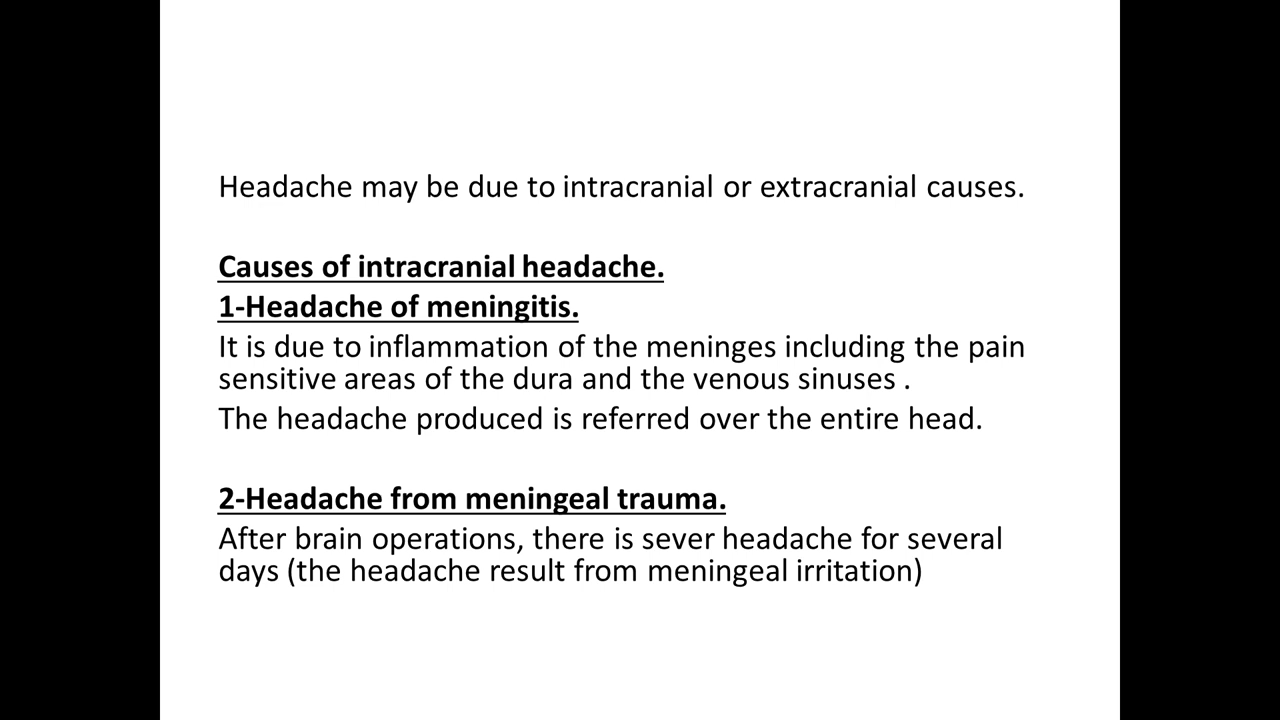 Headache may be due to intracranial or extracranial causes.
Causes of intracranial headache.
1-Headache of meningitis.
It is due to inflammation of the meninges including the pain
sensitive areas of the dura and the venous sinuses .
The headache produced is referred over the entire head.
2-Headache from meningeal trauma.
After brain operations, there is sever headache for several
days (the headache result from meningeal irritation)